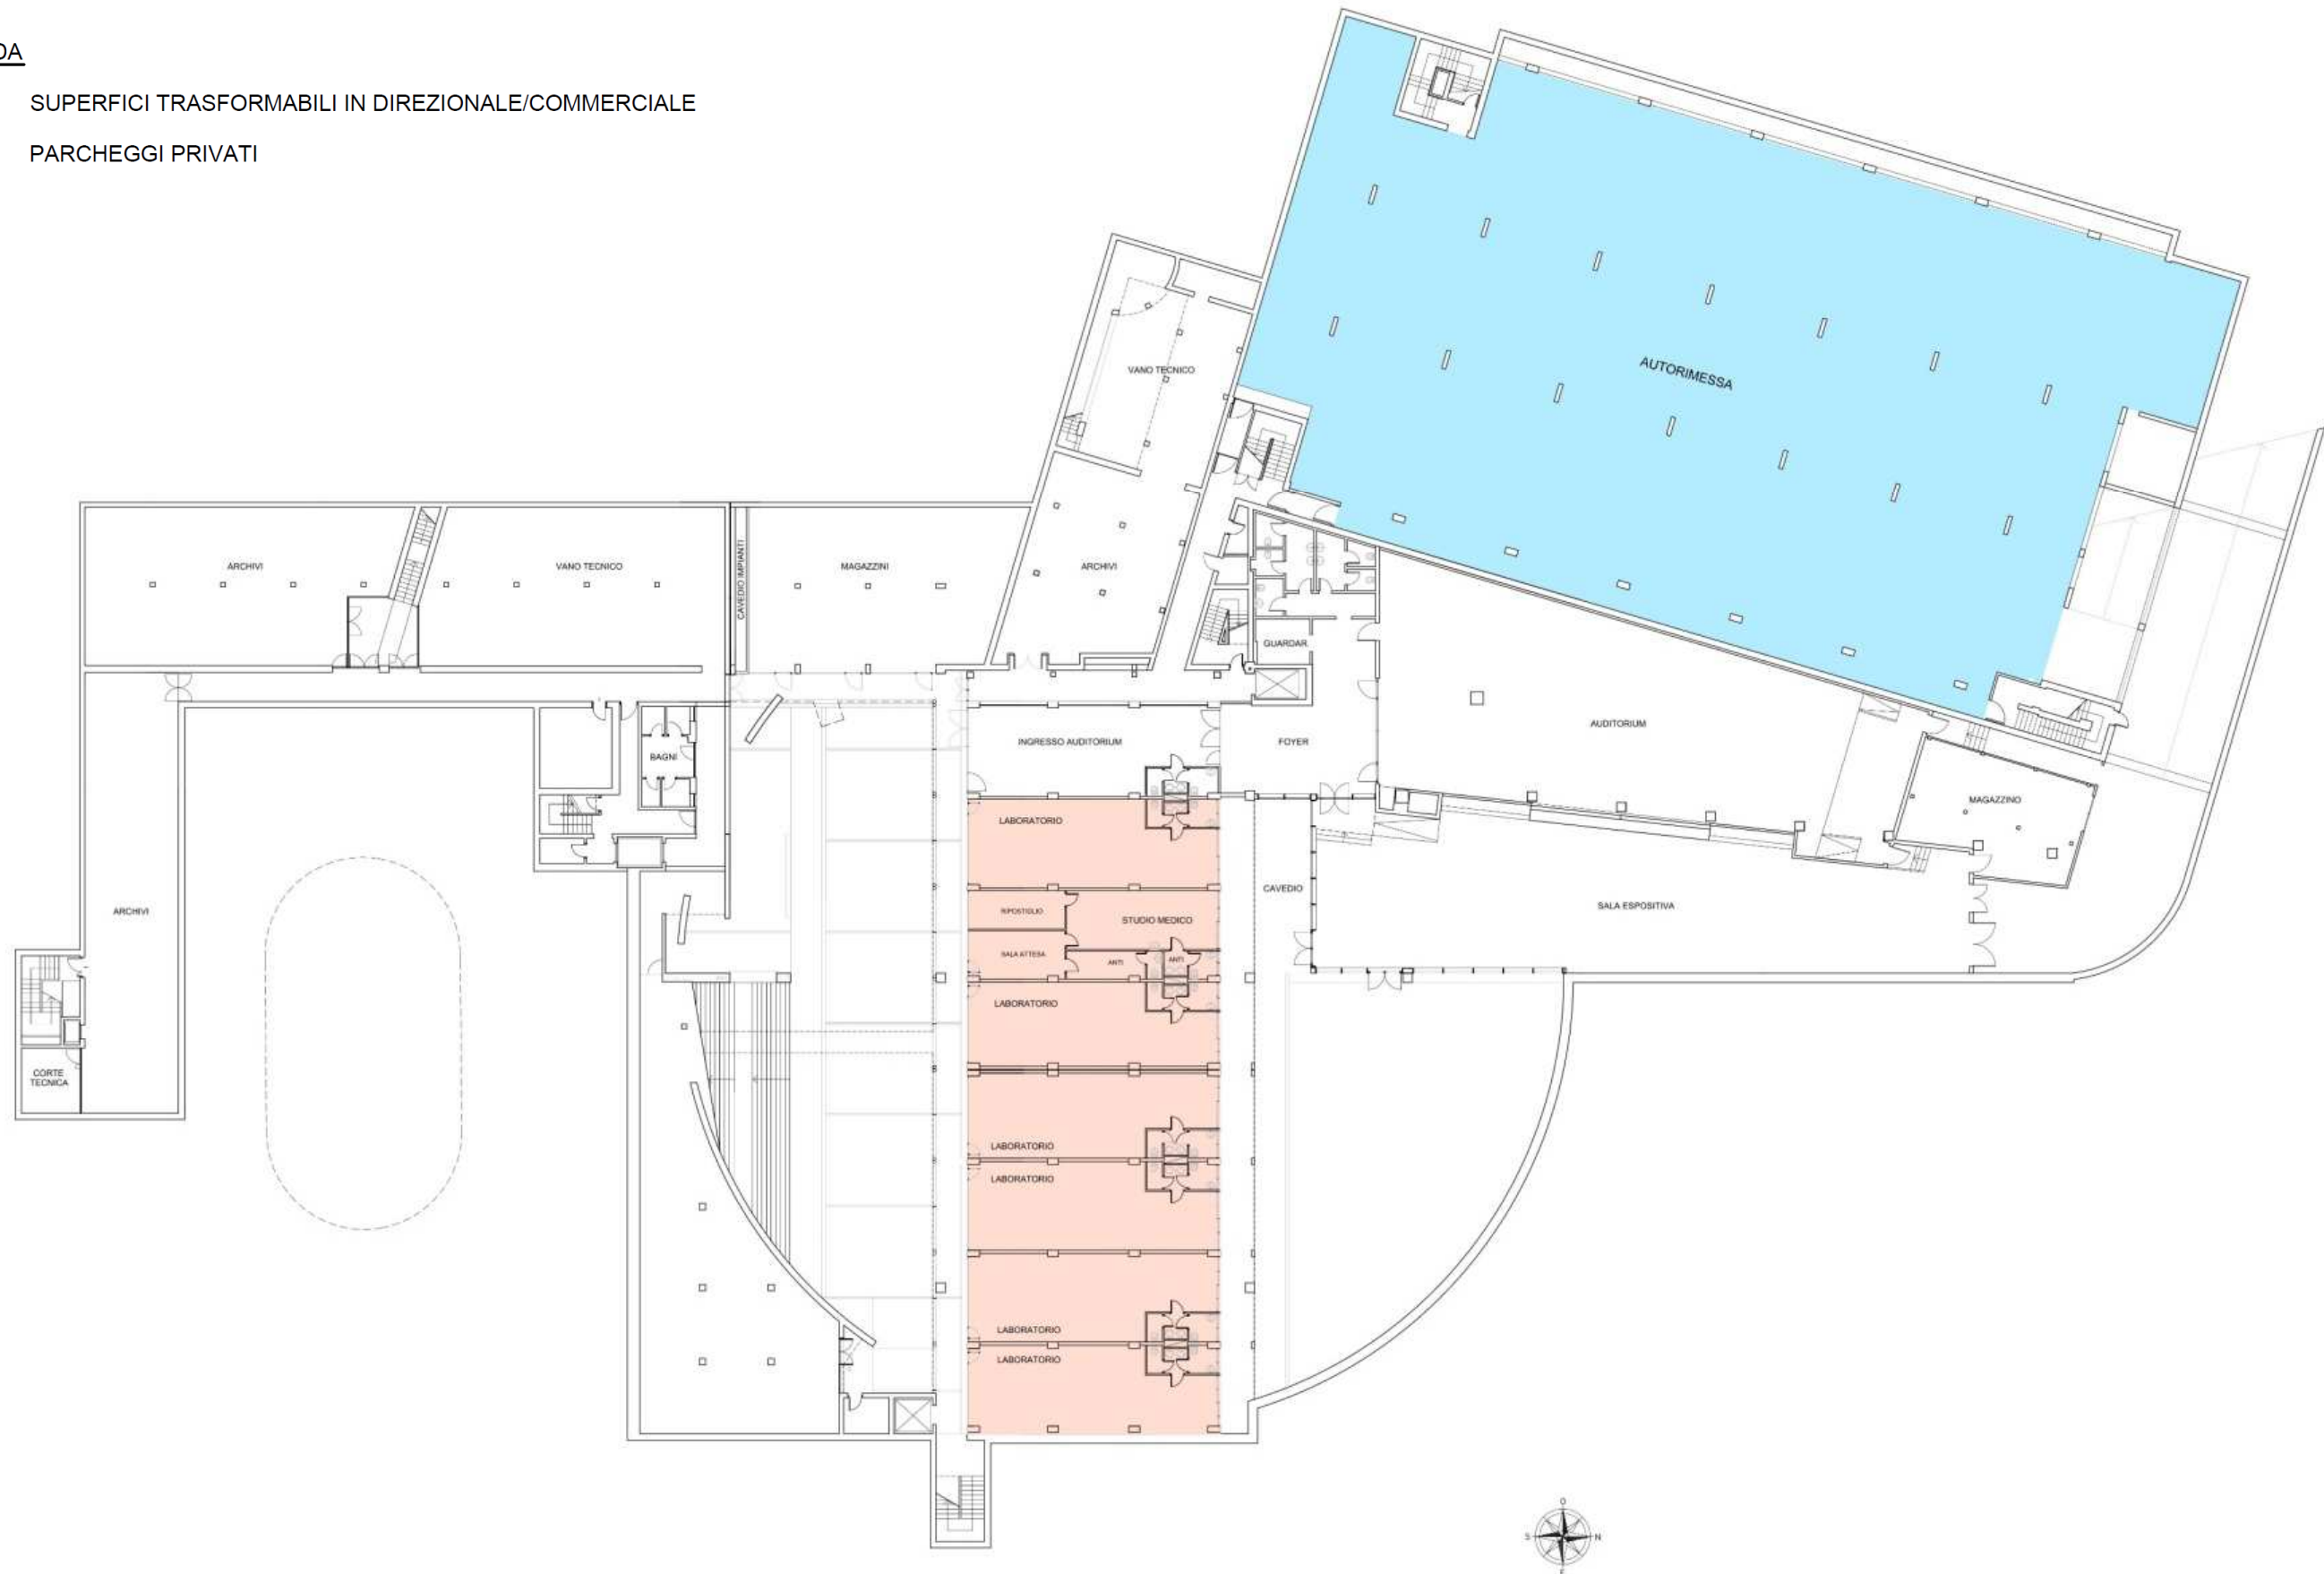 DA
SUPERFICI TRASFORMABILI IN DIREZIONALE/COMMERCIALE
PARCHEGGI PRIVATI
AUTORIMESSA
VANO TECNICO
ARCHIVI
VANO TECNICO
CAVEDIO IMPIANTI
MAGAZZINI
ARCHIVI
GUARDAR.
BAGNI
INGRESSO AUDITORIUM
FOYER
AUDITORIUM
MAGAZZINO
LABORATORIO
CAVEDIO
SALA ESPOSITIVA
ARCHIVI
RIPOSTIGLIO
STUDIO MEDICO
SALA ATTESA
ANTI
ANTI
LABORATORIO
CORTE
TECNICA
LABORATORIO
LABORATORIO
LABORATORIO
LABORATORIO
O
S
N
E